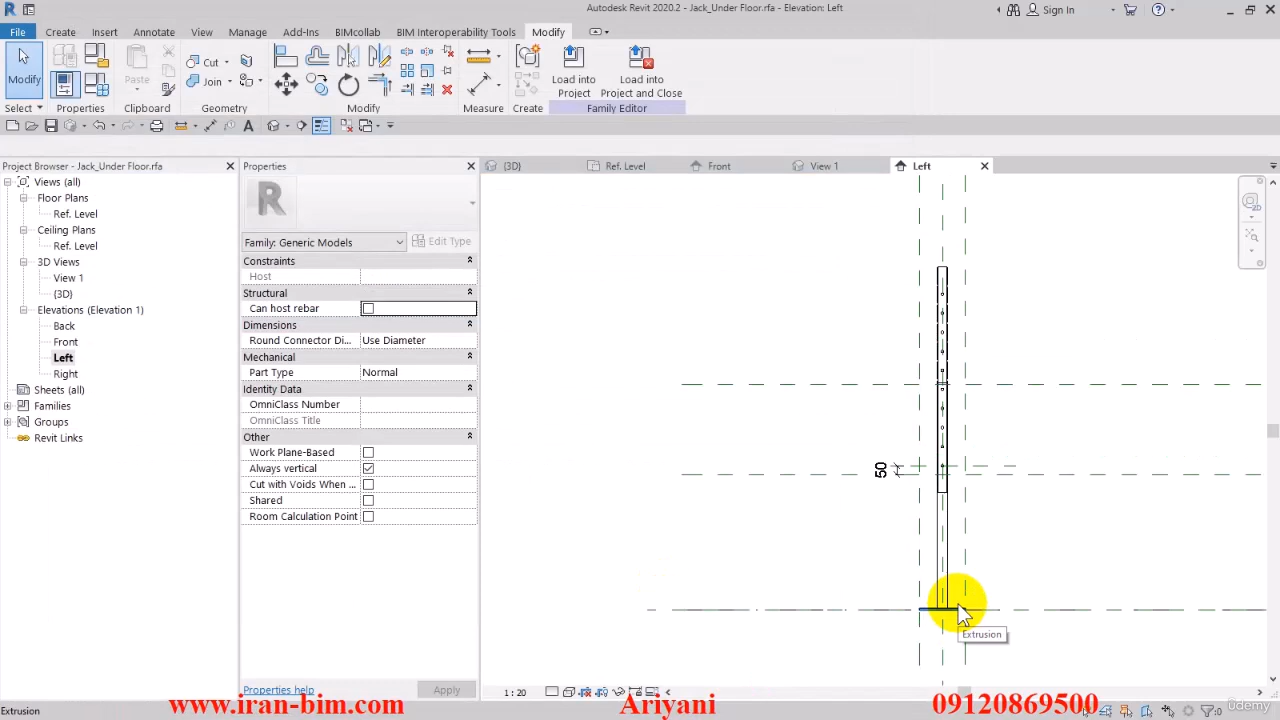 Autodesk Revit 2020.2 - Jack_Under Floor.rfa - Elevation: Left
Sign In
File Create Insert Annotate View Manage Add-Ins BIMcollab BIM Interoperability Tools Modify
Modify
Paste
Cut
Join
Load into
Project
Load into
Project and Close
Select Properties Clipboard Geometry Modify Measure Create Family Editor
Project Browser - Jack_Under Floor.rfa
Views (all)
Floor Plans
Ref. Level
Ceiling Plans
Ref. Level
3D Views
View 1
{3D}
Elevations (Elevation 1)
Back
Front
Left
Right
Sheets (all)
Families
Groups
Revit Links
Properties
Family: Generic Models
Edit Type
Constraints
Host
Structural
Can host rebar
Dimensions
Round Connector Di... Use Diameter
Mechanical
Part Type Normal
Identity Data
OmniClass Number
OmniClass Title
Other
Work Plane-Based
Always vertical
Cut with Voids When ...
Shared
Room Calculation Point
Properties help
Apply
{3D} Ref. Level Front View 1 Left
50
Extrusion
1 : 20
Extrusion
:0
www.iran-bim.com Ariyani 09120869500
ûdemy